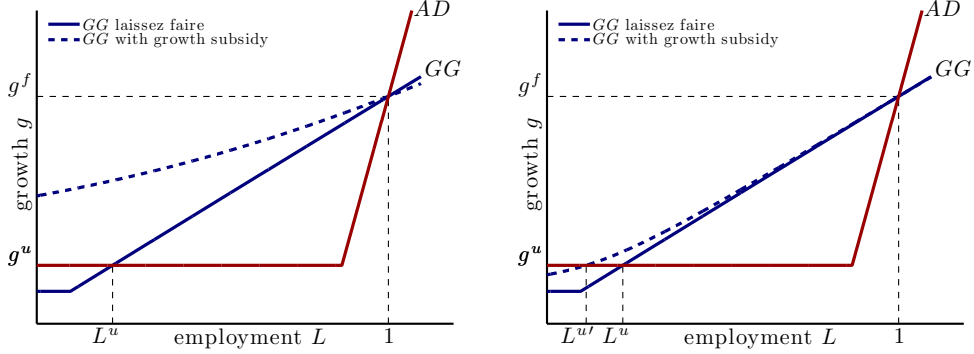 AD
GG laissez faire
GG with growth subsidy
GG
g^f
growth g
g^u
L^u
employment L
1
AD
GG laissez faire
GG with growth subsidy
GG
g^f
growth g
g^u
L^u′
L^u
employment L
1